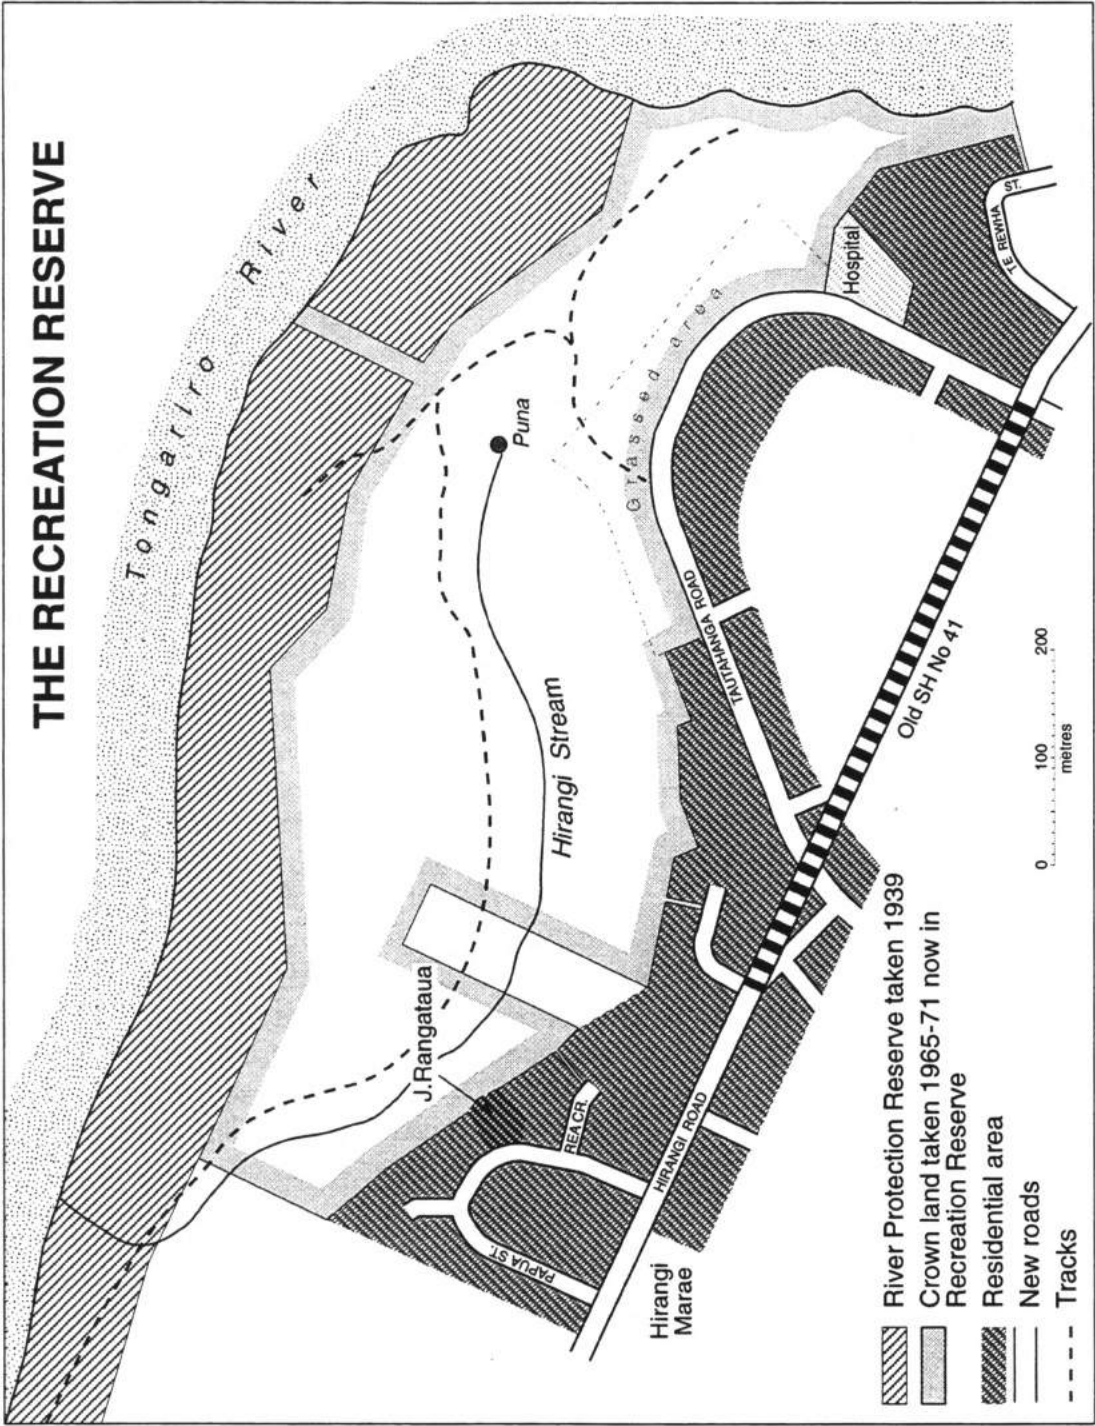 THE RECREATION RESERVE
Tongariro River
Puna
Hirangi Stream
Grassed area
Hospital
TE REWHA ST.
TAUTAHANGA ROAD
Old SH No 41
J.Rangataua
REA CR.
PAPUA ST.
HIRANGI ROAD
Hirangi
Marae
0 100 200
metres
River Protection Reserve taken 1939
Crown land taken 1965-71 now in
Recreation Reserve
Residential area
New roads
Tracks